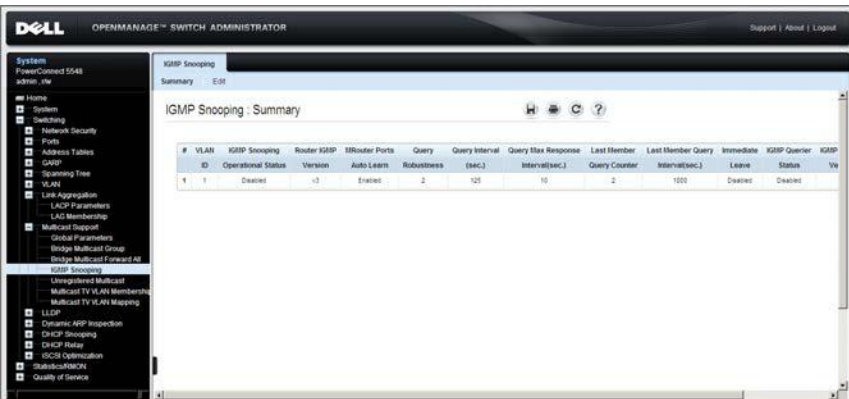 DELL OPENMANAGE™ SWITCH ADMINISTRATOR Support | About | Logout
System
PowerConnect 5548
admin , r/w
Home
System
Switching
Network Security
Ports
Address Tables
GARP
Spanning Tree
VLAN
Link Aggregation
LACP Parameters
LAG Membership
Multicast Support
Global Parameters
Bridge Multicast Group
Bridge Multicast Forward All
IGMP Snooping
Unregistered Multicast
Multicast TV VLAN Membership
Multicast TV VLAN Mapping
LLDP
Dynamic ARP Inspection
DHCP Snooping
DHCP Relay
iSCSI Optimization
Statistics/RMON
Quality of Service
IGMP Snooping
Summary Edit
IGMP Snooping : Summary ?
# VLAN IGMP Snooping Router IGMP MRouter Ports Query Query Interval Query Max Response Last Member Last Member Query Immediate IGMP Querier IGMP
ID Operational Status Version Auto Learn Robustness (sec.) Interval(sec.) Query Counter Interval(sec.) Leave Status Ve
1 1 Disabled v3 Enabled 2 125 10 2 1000 Disabled Disabled